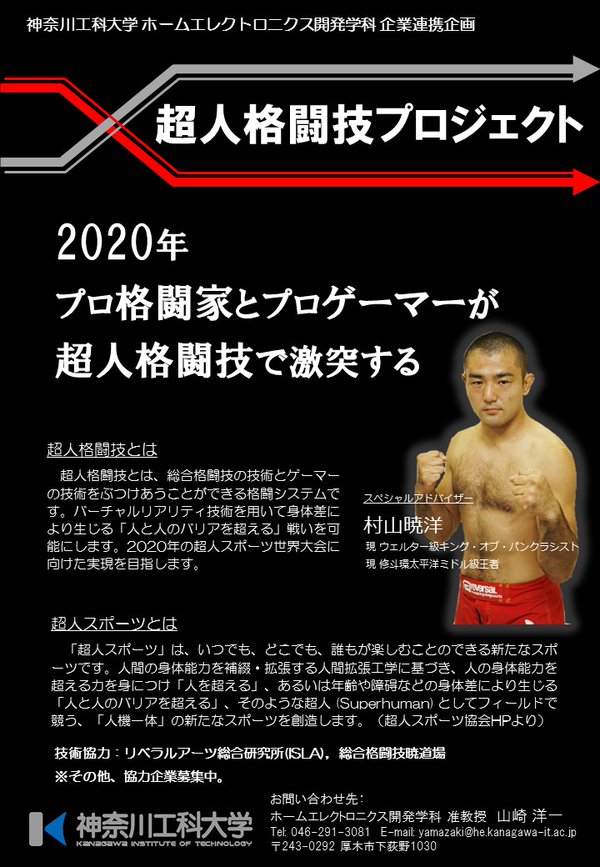 神奈川工科大学 ホームエレクトロニクス開発学科 企業連携企画
超人格闘技プロジェクト
2020年
プロ格闘家とプロゲーマーが
超人格闘技で激突する
超人格闘技とは
超人格闘技とは、総合格闘技の技術とゲーマー
の技術をぶつけあうことができる格闘システムで
す。バーチャルリアリティ技術を用いて身体差に
より生じる「人と人のバリアを超える」戦いを可
能にします。2020年の超人スポーツ世界大会に
向けた実現を目指します。
スペシャルアドバイザー
村山暁洋
現 ウェルター級キング・オブ・パンクラシスト
現 修斗環太平洋ミドル級王者
reversal
超人スポーツとは
「超人スポーツ」は、いつでも、どこでも、誰もが楽しむことのできる新たなスポ
ーツです。人間の身体能力を補綴・拡張する人間拡張工学に基づき、人の身体能力を
超える力を身につけ「人を超える」、あるいは年齢や障碍などの身体差により生じる
「人と人のバリアを超える」、そのような超人 (Superhuman) としてフィールドで
競う、「人機一体」の新たなスポーツを創造します。（超人スポーツ協会HPより）
技術協力：リベラルアーツ総合研究所(ISLA)，総合格闘技暁道場
※その他、協力企業募集中。
神奈川工科大学
KANAGAWA INSTITUTE OF TECHNOLOGY
お問い合わせ先：
ホームエレクトロニクス開発学科 准教授 山崎 洋一
Tel: 046-291-3081 E-mail: yamazaki@he.kanagawa-it.ac.jp
〒243-0292 厚木市下荻野1030